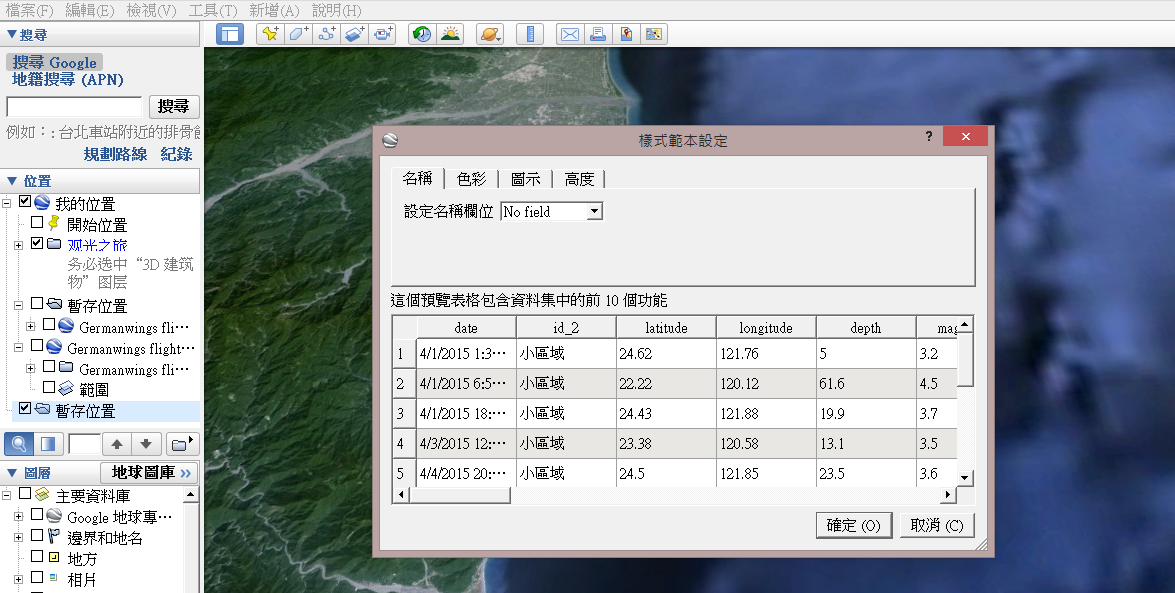 檔案(F) 編輯(E) 檢視(V) 工具(T) 新增(A) 說明(H)
搜尋
搜尋 Google
地籍搜尋 (APN)
搜尋
例如：: 台北車站附近的排骨飯
規劃路線 紀錄
位置
我的位置
開始位置
观光之旅
务必选中“3D 建筑
物”图层
暫存位置
Germanwings fli…
Germanwings flight…
Germanwings fli…
範圍
暫存位置
圖層
地球圖庫 »
主要資料庫
Google 地球專…
邊界和地名
地方
相片
樣式範本設定
?
名稱 色彩 圖示 高度
設定名稱欄位 No field
這個預覽表格包含資料集中的前 10 個功能
date id_2 latitude longitude depth mag
1 4/1/2015 1:3… 小區域 24.62 121.76 5 3.2
2 4/1/2015 6:5… 小區域 22.22 120.12 61.6 4.5
3 4/1/2015 18:… 小區域 24.43 121.88 19.9 3.7
4 4/3/2015 12:… 小區域 23.38 120.58 13.1 3.5
5 4/4/2015 20:… 小區域 24.5 121.85 23.5 3.6
確定 (O) 取消 (C)